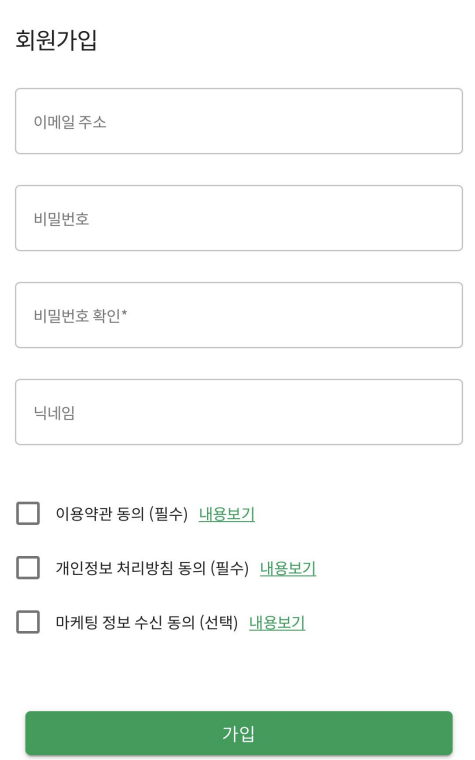 회원가입
이메일 주소
비밀번호
비밀번호 확인*
닉네임
이용약관 동의 (필수) 내용보기
개인정보 처리방침 동의 (필수) 내용보기
마케팅 정보 수신 동의 (선택) 내용보기
가입